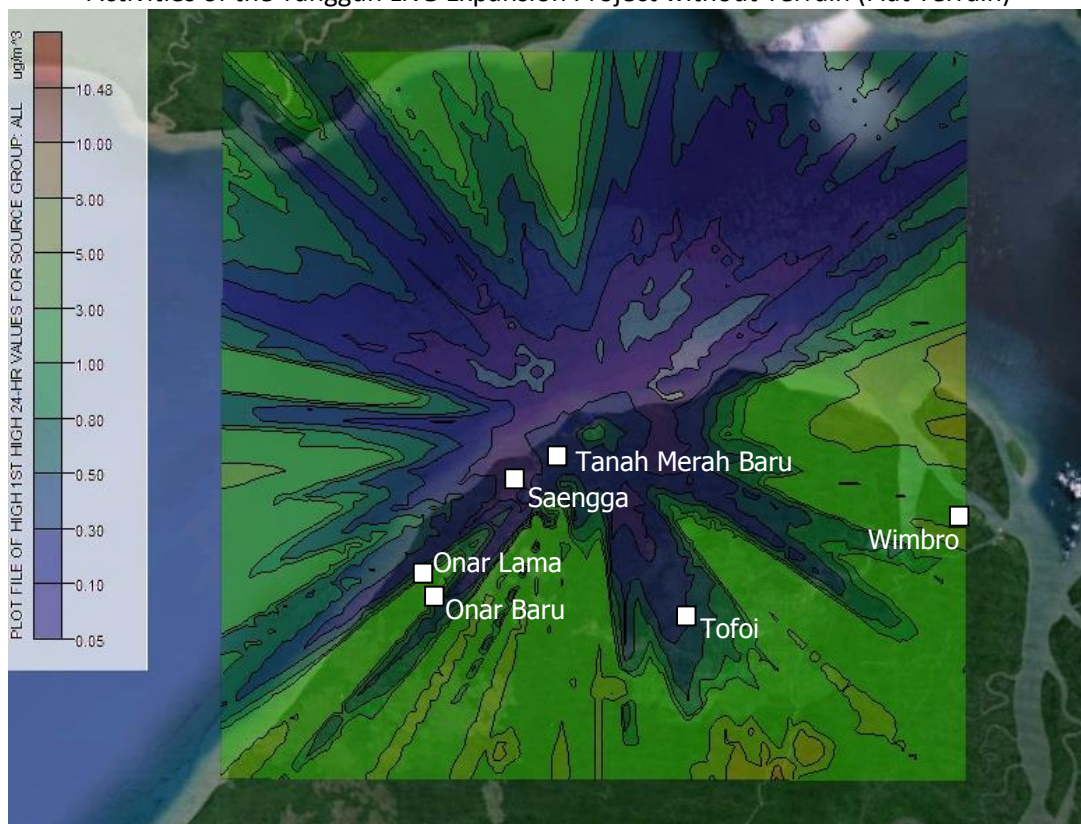 Activities of the Tangguh LNG Expansion Project without Terrain (Flat Terrain)
PLOT FILE OF HIGH 1ST HIGH 24-HR VALUES FOR SOURCE GROUP: ALL ug/m^3
10.48
10.00
8.00
5.00
3.00
1.00
0.80
0.50
0.30
0.10
0.05
Tanah Merah Baru
Saengga
Wimbro
Onar Lama
Onar Baru
Tofoi